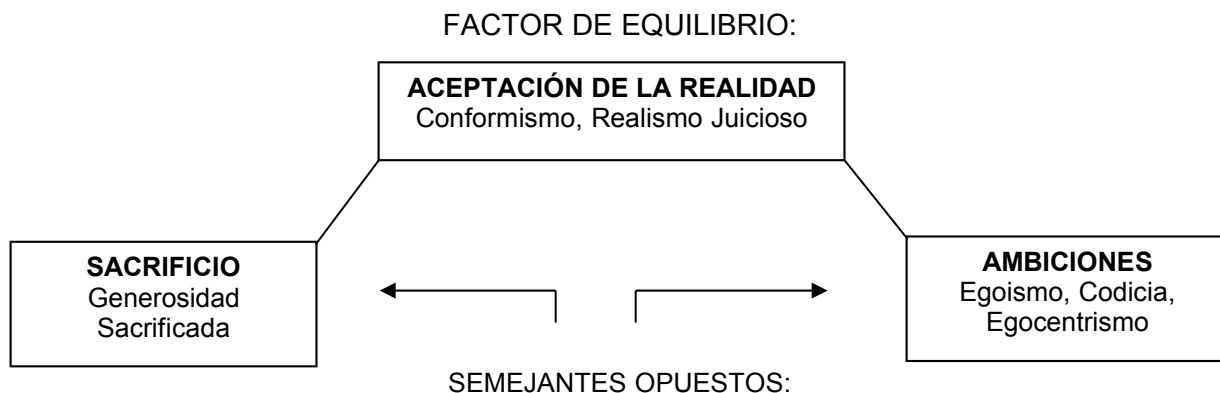 FACTOR DE EQUILIBRIO:
ACEPTACIÓN DE LA REALIDAD
Conformismo, Realismo Juicioso
SACRIFICIO
Generosidad
Sacrificada
AMBICIONES
Egoismo, Codicia,
Egocentrismo
SEMEJANTES OPUESTOS: